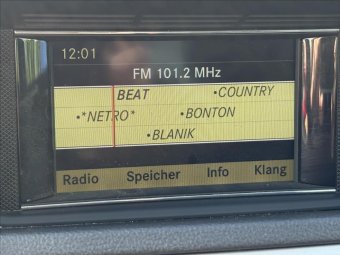 12:01
FM 101.2 MHz
BEAT •COUNTRY
•*NETRO* •BONTON
•BLANIK
Radio Speicher Info Klang